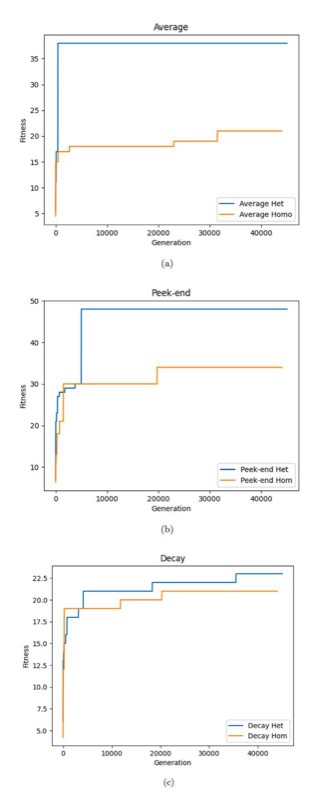 Average
35
30
25
20
15
10
5
Fitness
Average Het
Average Homo
0 10000 20000 30000 40000
Generation
(a)
Peek-end
50
40
30
20
10
Fitness
Peek-end Het
Peek-end Hom
0 10000 20000 30000 40000
Generation
(b)
Decay
22.5
20.0
17.5
15.0
12.5
10.0
7.5
5.0
Fitness
Decay Het
Decay Hom
0 10000 20000 30000 40000
Generation
(c)